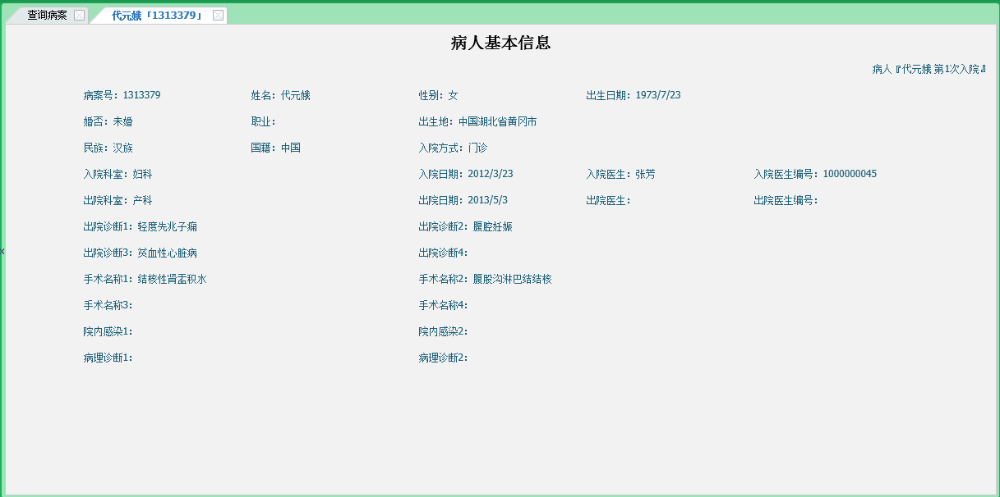 查询病案 代元娥「1313379」
病人基本信息
病人『代元娥 第1次入院』
病案号：1313379 姓名：代元娥 性别：女 出生日期：1973/7/23
婚否：未婚 职业： 出生地：中国湖北省黄冈市
民族：汉族 国籍：中国 入院方式：门诊
入院科室：妇科 入院日期：2012/3/23 入院医生：张芳 入院医生编号：1000000045
出院科室：产科 出院日期：2013/5/3 出院医生： 出院医生编号：
出院诊断1：轻度先兆子痫 出院诊断2：腹腔妊娠
出院诊断3：贫血性心脏病 出院诊断4：
手术名称1：结核性肾盂积水 手术名称2：腹股沟淋巴结结核
手术名称3： 手术名称4：
院内感染1： 院内感染2：
病理诊断1： 病理诊断2：